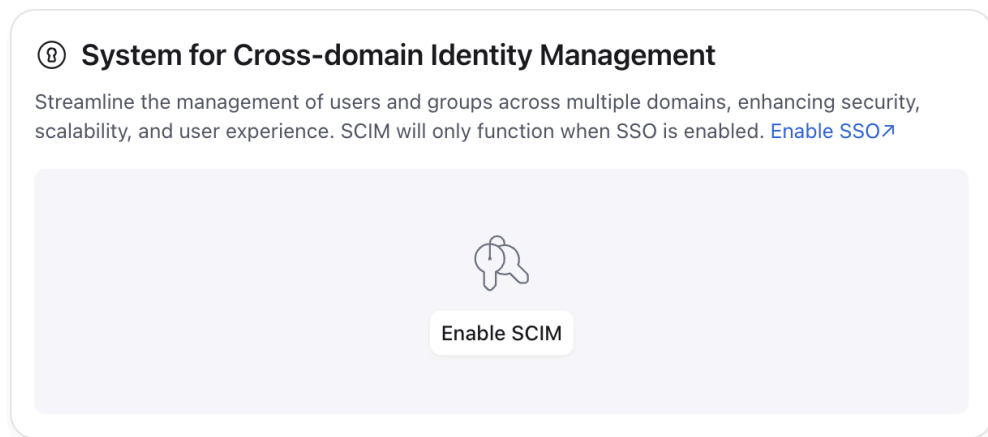 System for Cross-domain Identity Management
Streamline the management of users and groups across multiple domains, enhancing security,
scalability, and user experience. SCIM will only function when SSO is enabled. Enable SSO↗
Enable SCIM